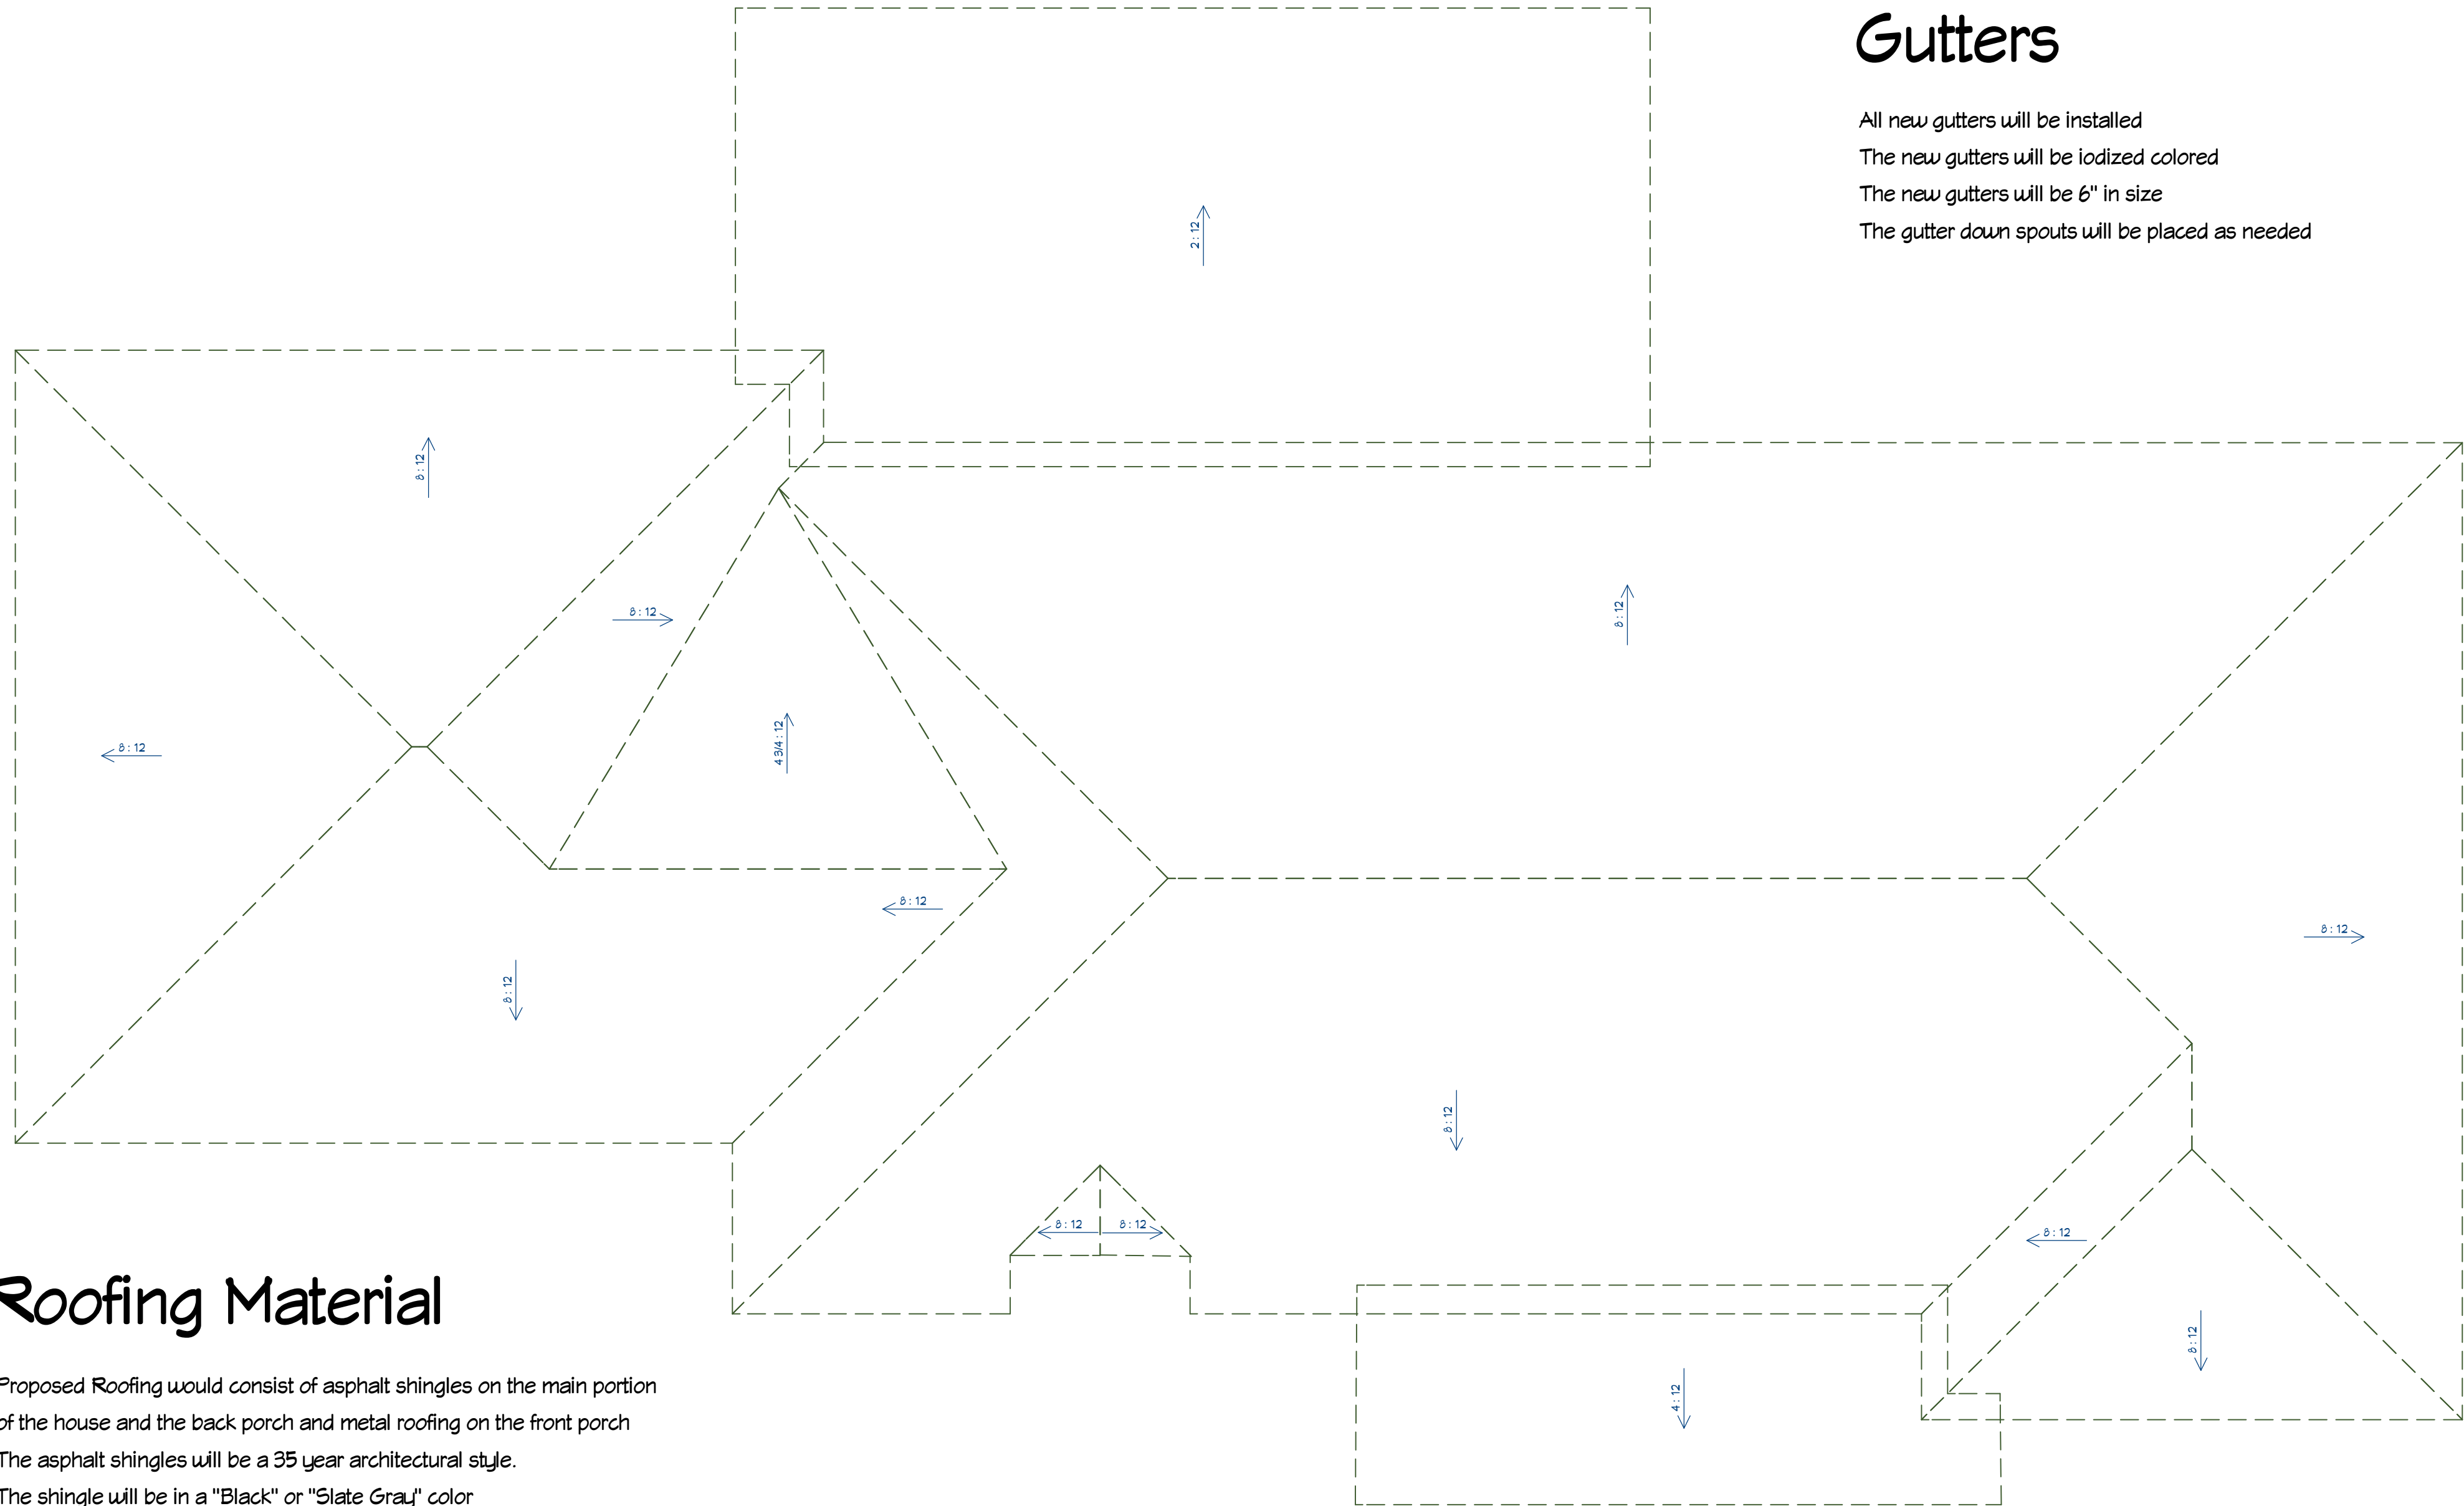 Gutters
All new gutters will be installed
The new gutters will be iodized colored
The new gutters will be 6" in size
The gutter down spouts will be placed as needed
2 : 12
8 : 12
8 : 12
8 : 12
4 3/4 : 12
8 : 12
8 : 12
8 : 12
8 : 12
8 : 12
8 : 12
8 : 12
8 : 12
8 : 12
4 : 12
Roofing Material
Proposed Roofing would consist of asphalt shingles on the main portion
of the house and the back porch and metal roofing on the front porch
The asphalt shingles will be a 35 year architectural style.
The shingle will be in a "Black" or "Slate Gray" color